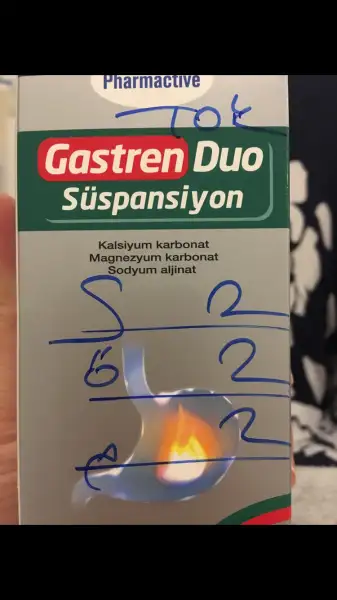 Pharmactive
TOK
Gastren Duo
Süspansiyon
Kalsiyum karbonat
Magnezyum karbonat
Sodyum aljinat
S 2
Ö 2
A 2